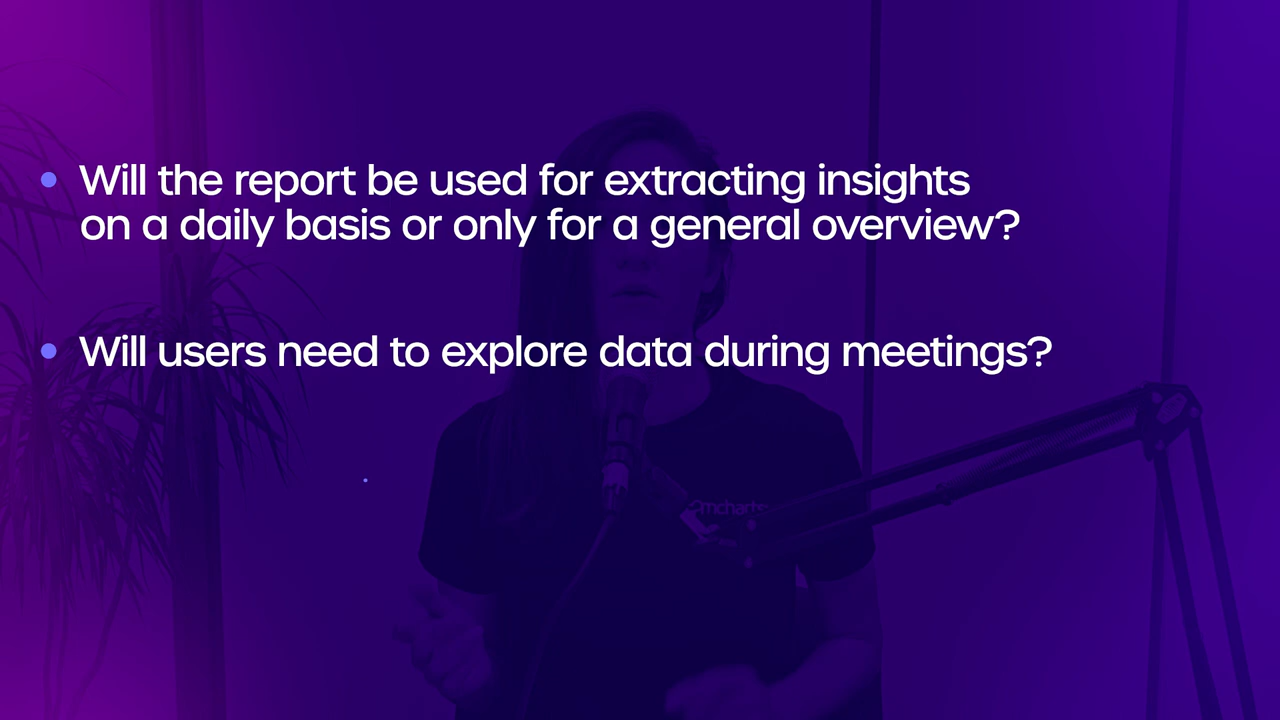 Will the report be used for extracting insights
on a daily basis or only for a general overview?
Will users need to explore data during meetings?